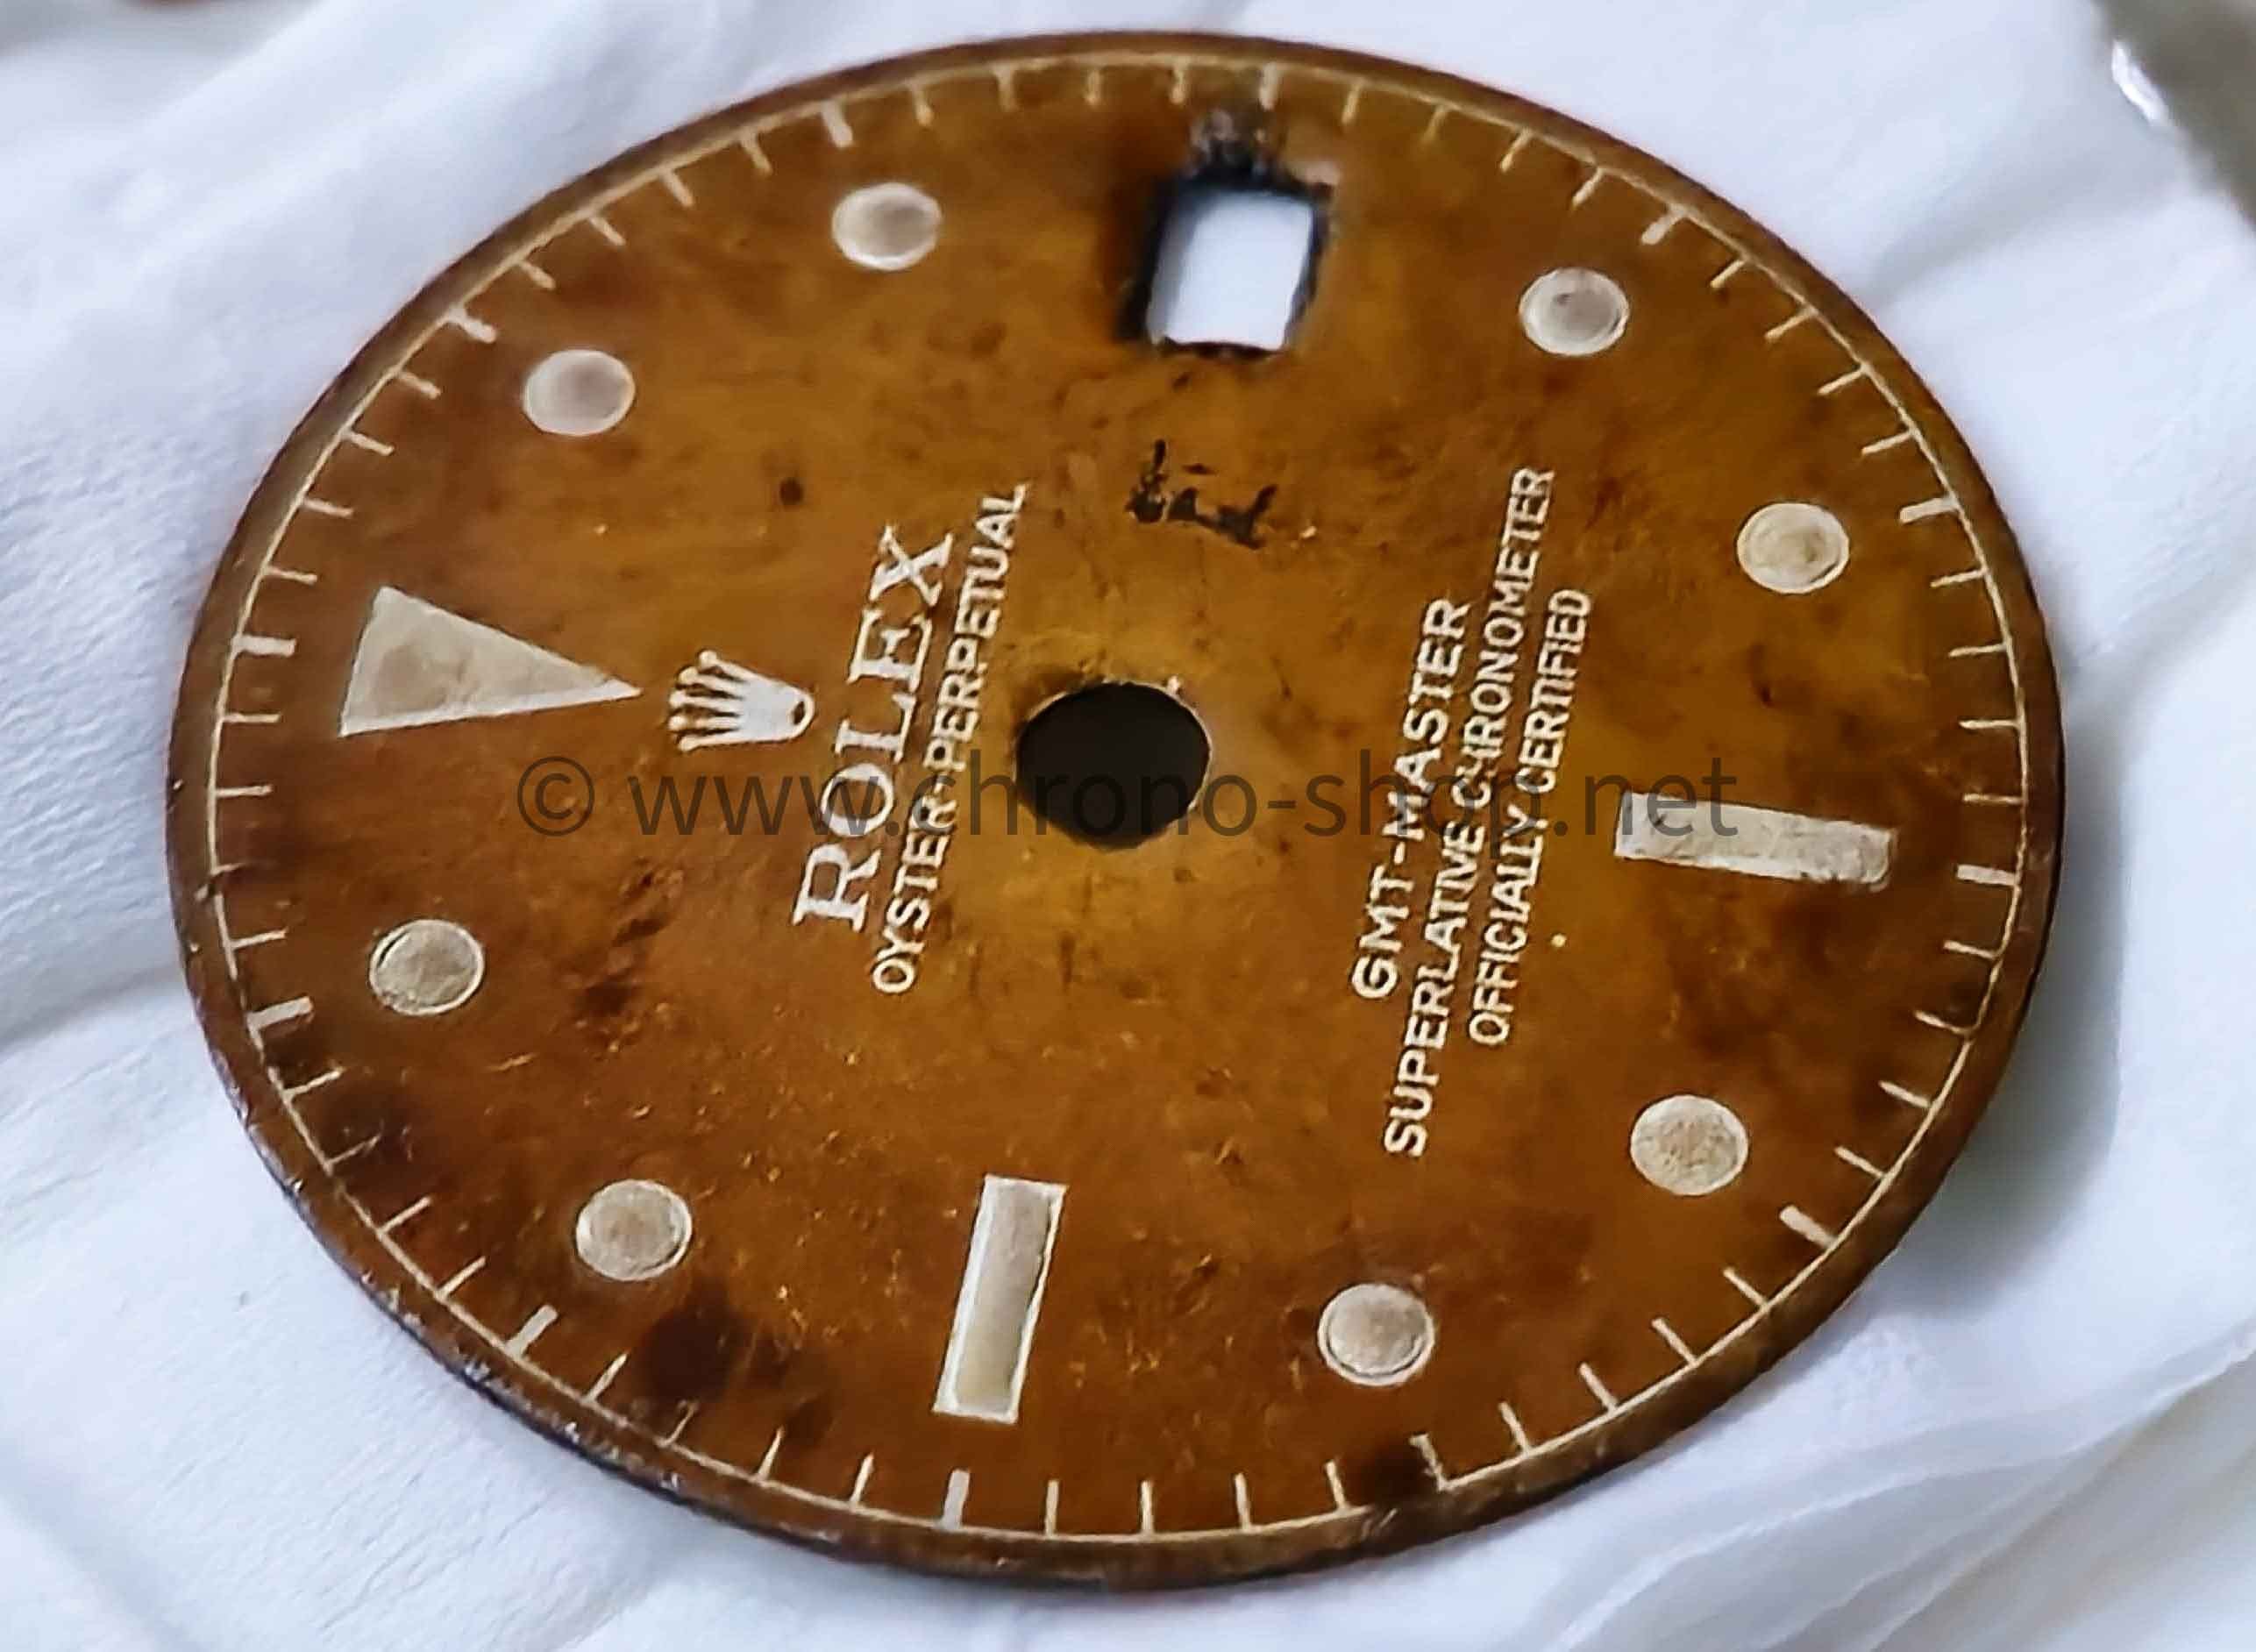 ROLEX
OYSTER PERPETUAL
GMT-MASTER
SUPERLATIVE CHRONOMETER
OFFICIALLY CERTIFIED
© www.chrono-shop.net